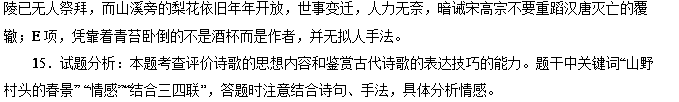 陵已无人祭拜，而山溪旁的梨花依旧年年开放，世事变迁，人力无奈，暗讽宋高宗不要重蹈汉唐灭亡的覆
辙；E 项，凭靠着青苔卧倒的不是酒杯而是作者，并无拟人手法。
15．试题分析：本题考查评价诗歌的思想内容和鉴赏古代诗歌的表达技巧的能力。题干中关键词“山野
村头的春景”“情感”“结合三四联”，答题时注意结合诗句、手法，具体分析情感。